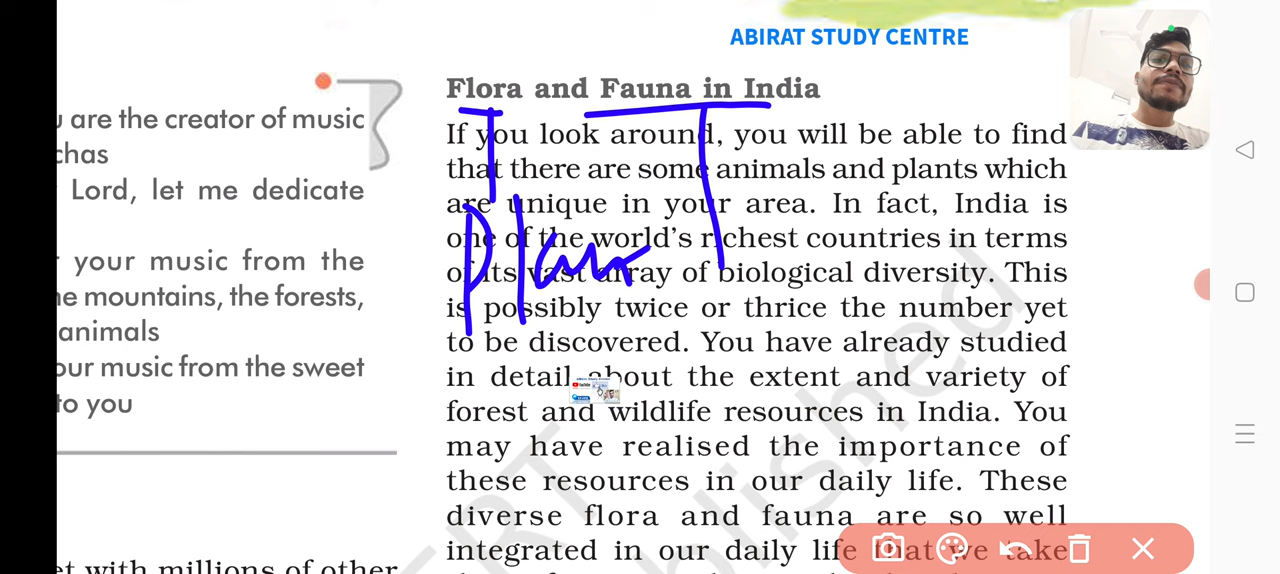 ABIRAT STUDY CENTRE
are the creator of music
chas
Lord, let me dedicate
your music from the
mountains, the forests,
animals
our music from the sweet
to you
et with millions of other
Flora and Fauna in India
If you look around, you will be able to find
that there are some animals and plants which
are unique in your area. In fact, India is
one of the world's richest countries in terms
of its vast array of biological diversity. This
is possibly twice or thrice the number yet
to be discovered. You have already studied
in detail about the extent and variety of
forest and wildlife resources in India. You
may have realised the importance of
these resources in our daily life. These
diverse flora and fauna are so well
integrated in our daily life that we take
Plan